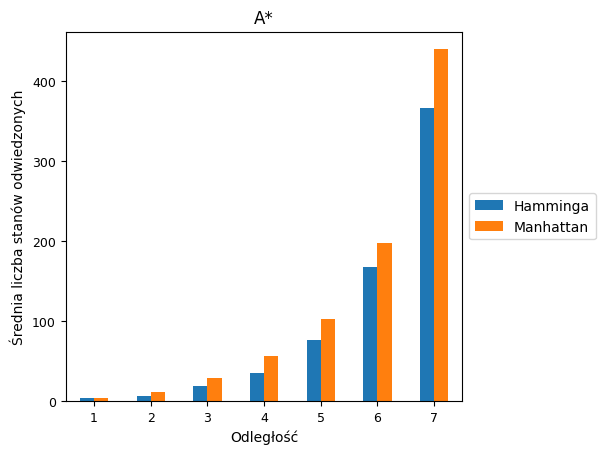 A*
Średnia liczba stanów odwiedzonych
400
300
200
100
0
1 2 3 4 5 6 7
Odległość
Hamminga
Manhattan